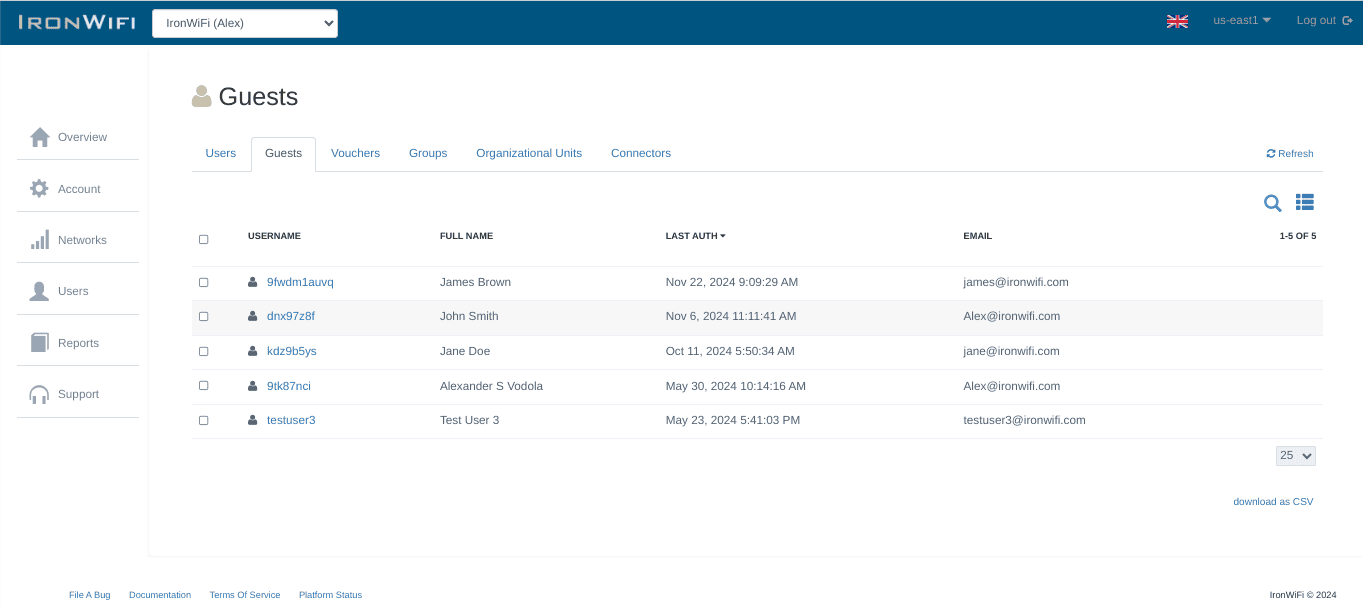 IRONWIFI IronWiFi (Alex) us-east1 Log out
Guests
Overview
Account
Networks
Users
Reports
Support
Users Guests Vouchers Groups Organizational Units Connectors Refresh
USERNAME FULL NAME LAST AUTH EMAIL 1-5 OF 5
9fwdm1auvq James Brown Nov 22, 2024 9:09:29 AM james@ironwifi.com
dnx97z8f John Smith Nov 6, 2024 11:11:41 AM Alex@ironwifi.com
kdz9b5ys Jane Doe Oct 11, 2024 5:50:34 AM jane@ironwifi.com
9tk87nci Alexander S Vodola May 30, 2024 10:14:16 AM Alex@ironwifi.com
testuser3 Test User 3 May 23, 2024 5:41:03 PM testuser3@ironwifi.com
25
download as CSV
File A Bug Documentation Terms Of Service Platform Status IronWiFi © 2024